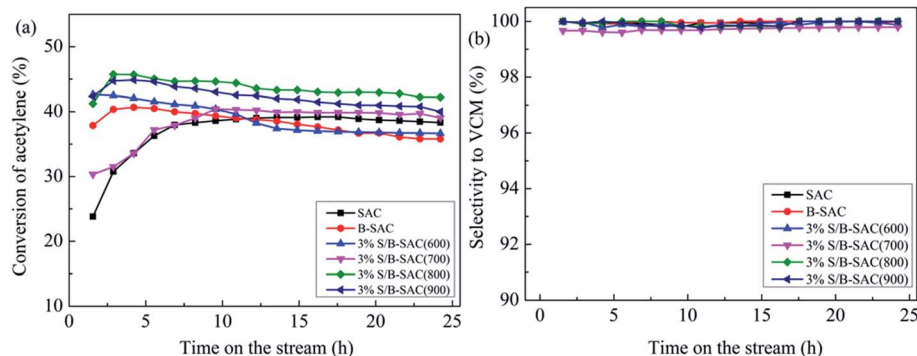 (a)
Conversion of acetylene (%)
60
50
40
30
20
10
0
5
10
15
20
25
Time on the stream (h)
SAC
B-SAC
3% S/B-SAC(600)
3% S/B-SAC(700)
3% S/B-SAC(800)
3% S/B-SAC(900)
(b)
Selectivity to VCM (%)
100
98
96
94
92
90
0
5
10
15
20
25
Time on the stream (h)
SAC
B-SAC
3% S/B-SAC(600)
3% S/B-SAC(700)
3% S/B-SAC(800)
3% S/B-SAC(900)